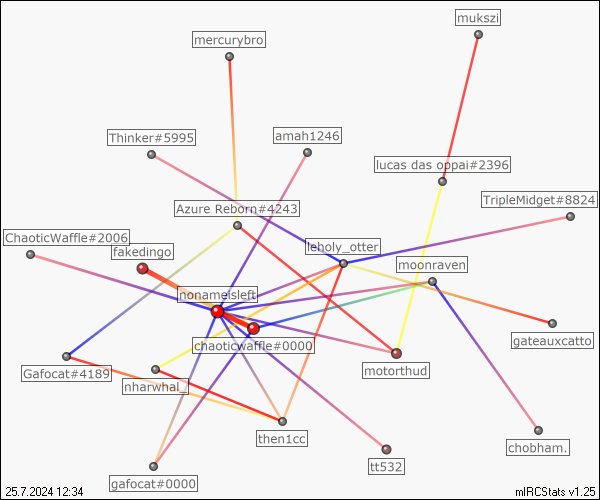 mukszi
mercurybro
Thinker#5995
amah1246
lucas das oppai#2396
TripleMidget#8824
Azure Reborn#4243
ChaoticWaffle#2006
fakedingo
leholy_otter
moonraven
nonameisleft
chaoticwaffle#0000
gateauxcatto
Gafocat#4189
nharwhal_
motorthud
then1cc
chobham.
tt532
gafocat#0000
25.7.2024 12:34
mIRCStats v1.25